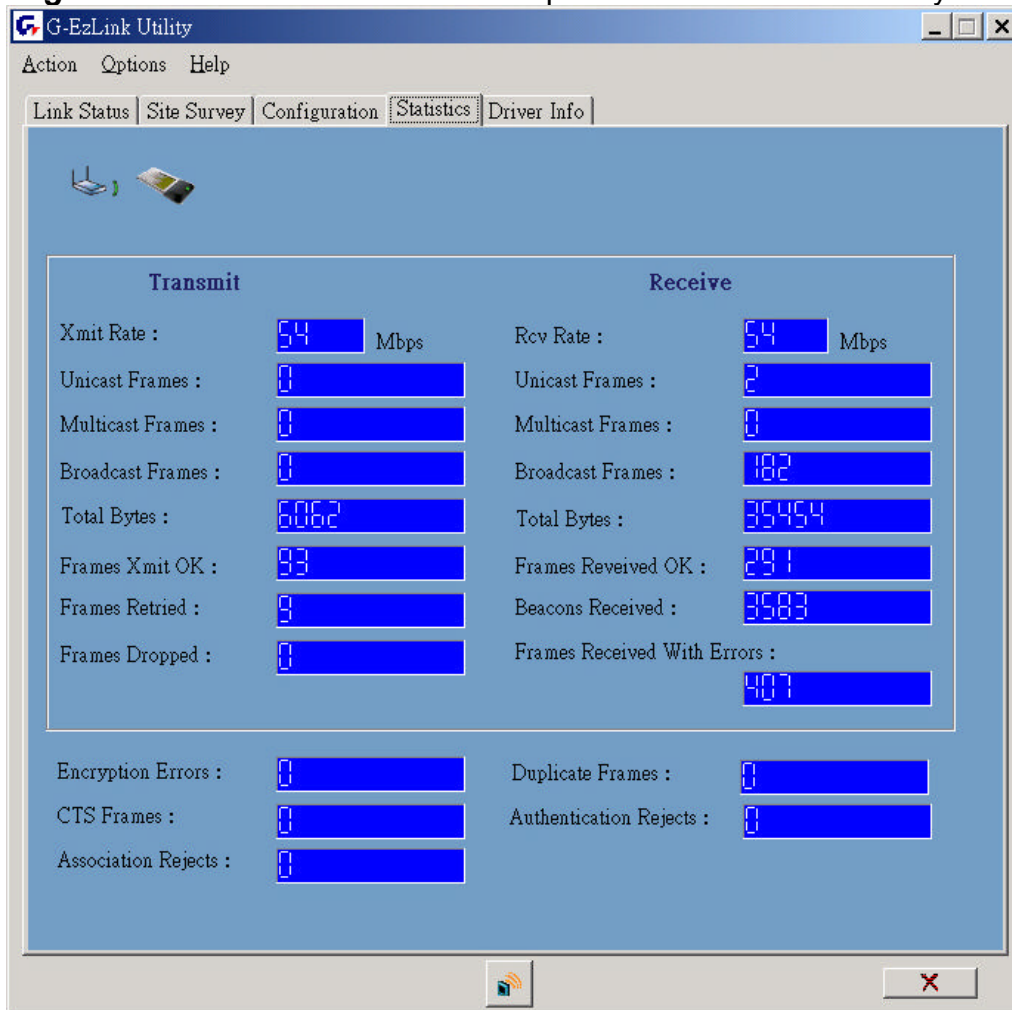 G-EzLink Utility
Action Options Help
Link Status Site Survey Configuration Statistics Driver Info
Transmit Receive
Xmit Rate : 54 Mbps Rcv Rate : 54 Mbps
Unicast Frames : 0 Unicast Frames : 2
Multicast Frames : 0 Multicast Frames : 0
Broadcast Frames : 0 Broadcast Frames : 182
Total Bytes : 6062 Total Bytes : 35454
Frames Xmit OK : 93 Frames Reveived OK : 291
Frames Retried : 9 Beacons Received : 3583
Frames Dropped : 0 Frames Received With Errors :
407
Encryption Errors : 0 Duplicate Frames : 0
CTS Frames : 0 Authentication Rejects : 0
Association Rejects : 0